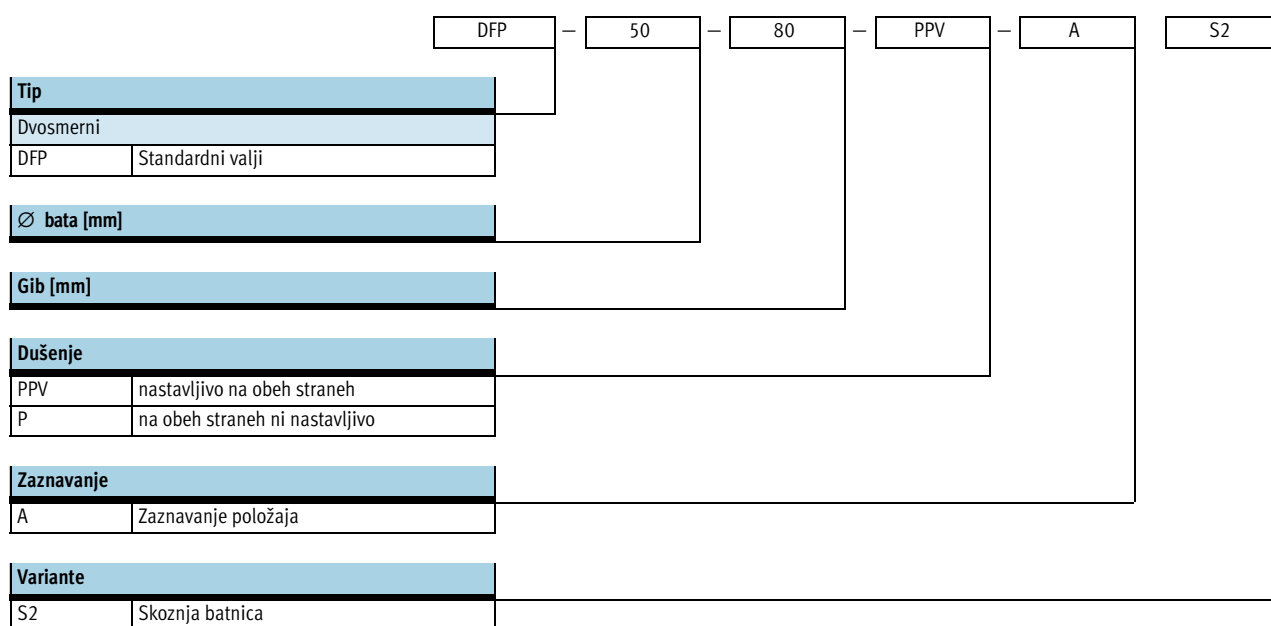 DFP – 50 – 80 – PPV – A S2
Tip
Dvosmerni
DFP Standardni valji
∅ bata [mm]
Gib [mm]
Dušenje
PPV nastavljivo na obeh straneh
P na obeh straneh ni nastavljivo
Zaznavanje
A Zaznavanje položaja
Variante
S2 Skoznja batnica